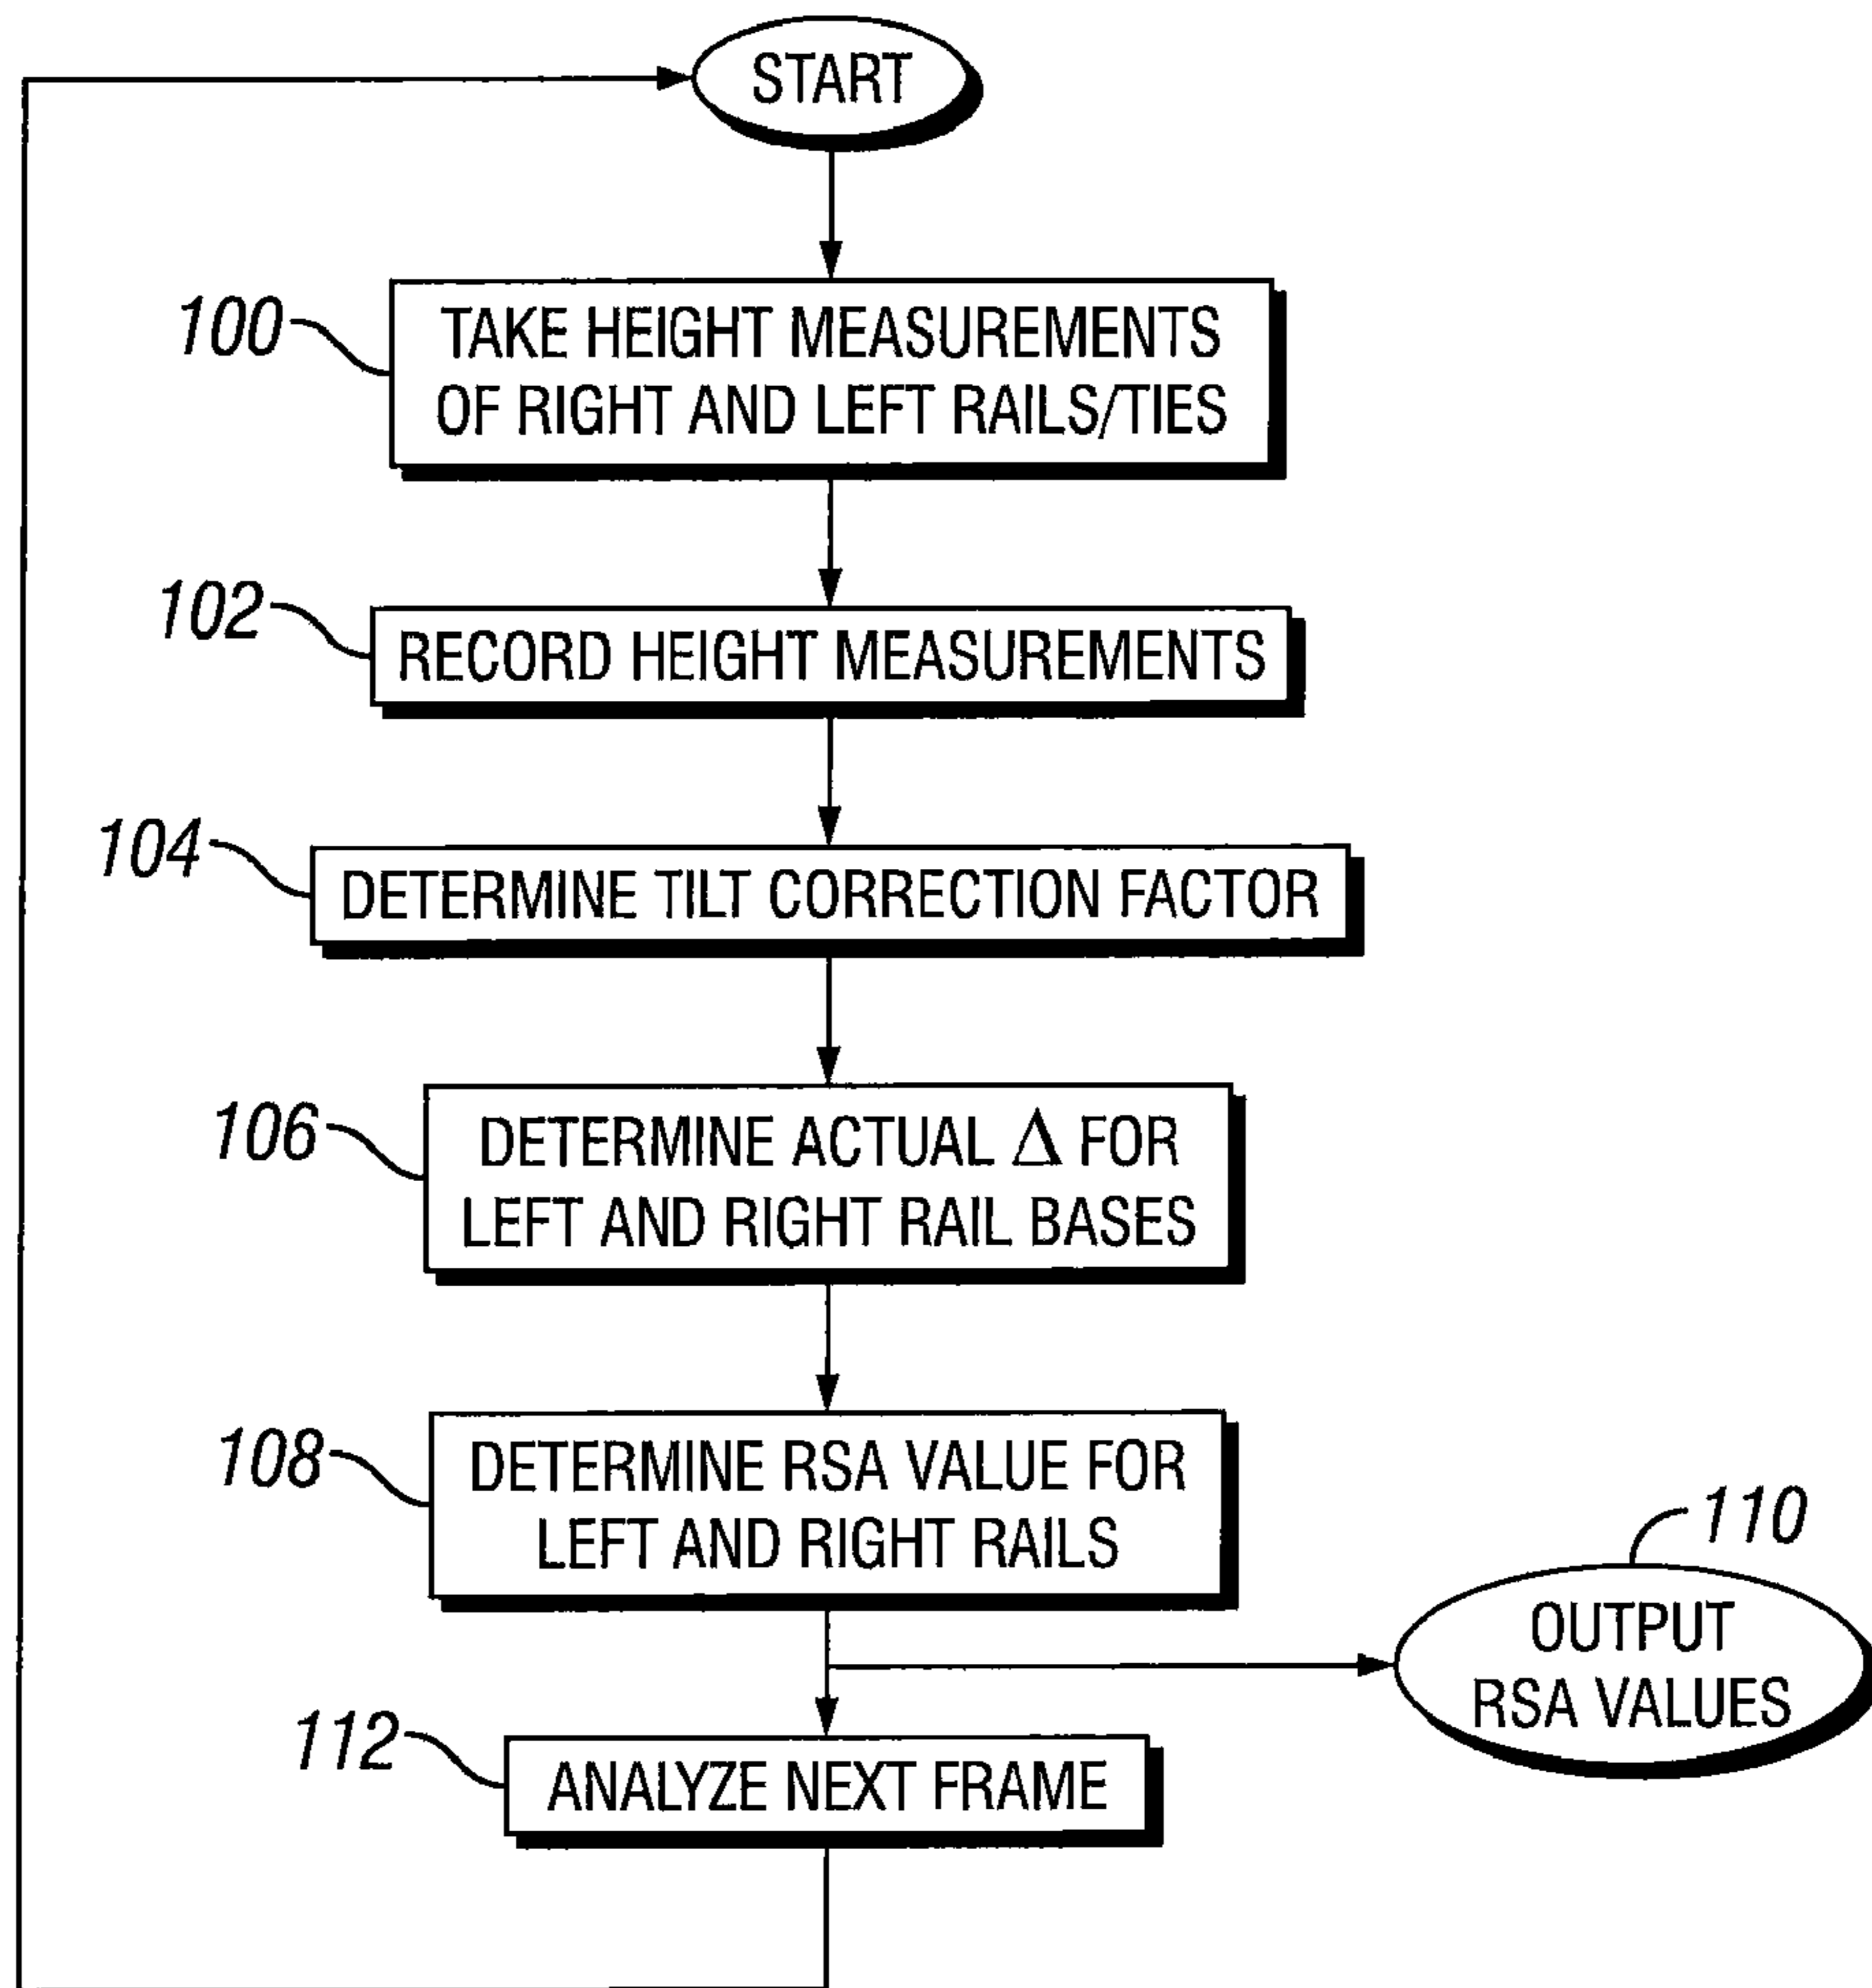 START
100
TAKE HEIGHT MEASUREMENTS
OF RIGHT AND LEFT RAILS/TIES
102
RECORD HEIGHT MEASUREMENTS
104
DETERMINE TILT CORRECTION FACTOR
106
DETERMINE ACTUAL Δ FOR
LEFT AND RIGHT RAIL BASES
108
DETERMINE RSA VALUE FOR
LEFT AND RIGHT RAILS
110
OUTPUT
RSA VALUES
112
ANALYZE NEXT FRAME